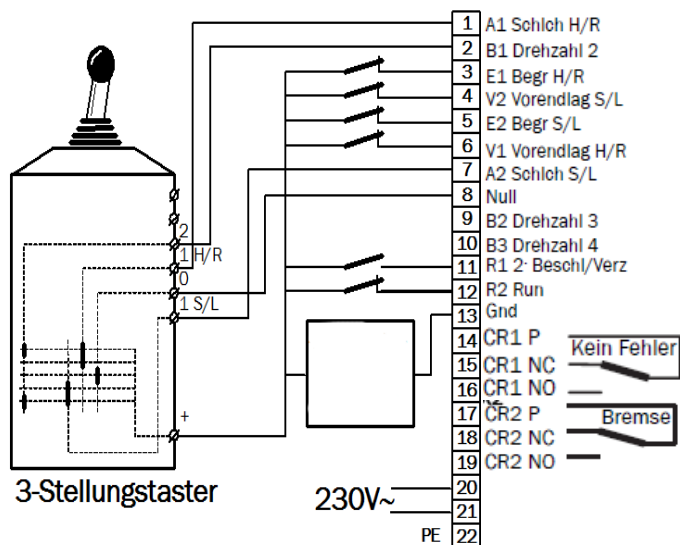 1 A1 Schlch H/R
2 B1 Drehzahl 2
3 E1 Begr H/R
4 V2 Vorendlag S/L
5 E2 Begr S/L
6 V1 Vorendlag H/R
7 A2 Schlch S/L
8 Null
9 B2 Drehzahl 3
10 B3 Drehzahl 4
11 R1 2· Beschl/Verz
12 R2 Run
13 Gnd
14 CR1 P
15 CR1 NC
16 CR1 NO
Kein Fehler
17 CR2 P
18 CR2 NC
19 CR2 NO
Bremse
20
21
230V~
PE 22
2
1 H/R
0
1 S/L
+
3-Stellungstaster